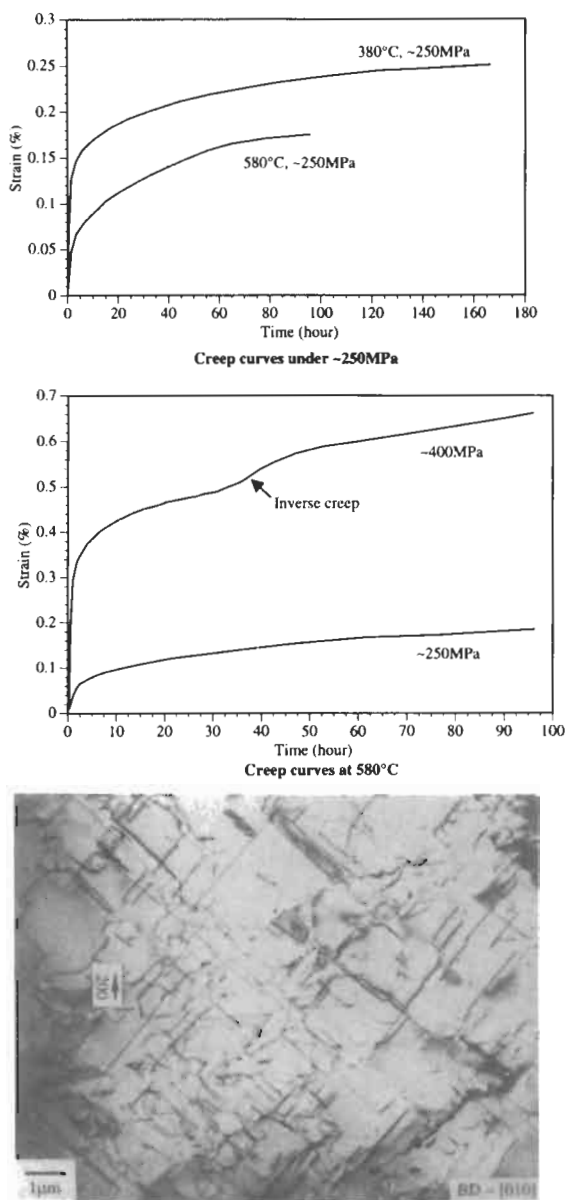 0.3
0.25
0.2
0.15
0.1
0.05
0
Strain (%)
380°C, ~250MPa
580°C, ~250MPa
0 20 40 60 80 100 120 140 160 180
Time (hour)
Creep curves under ~250MPa
0.7
0.6
0.5
0.4
0.3
0.2
0.1
0
Strain (%)
~400MPa
Inverse creep
~250MPa
0 10 20 30 40 50 60 70 80 90 100
Time (hour)
Creep curves at 580°C
200
1μm
BD ~ [010]